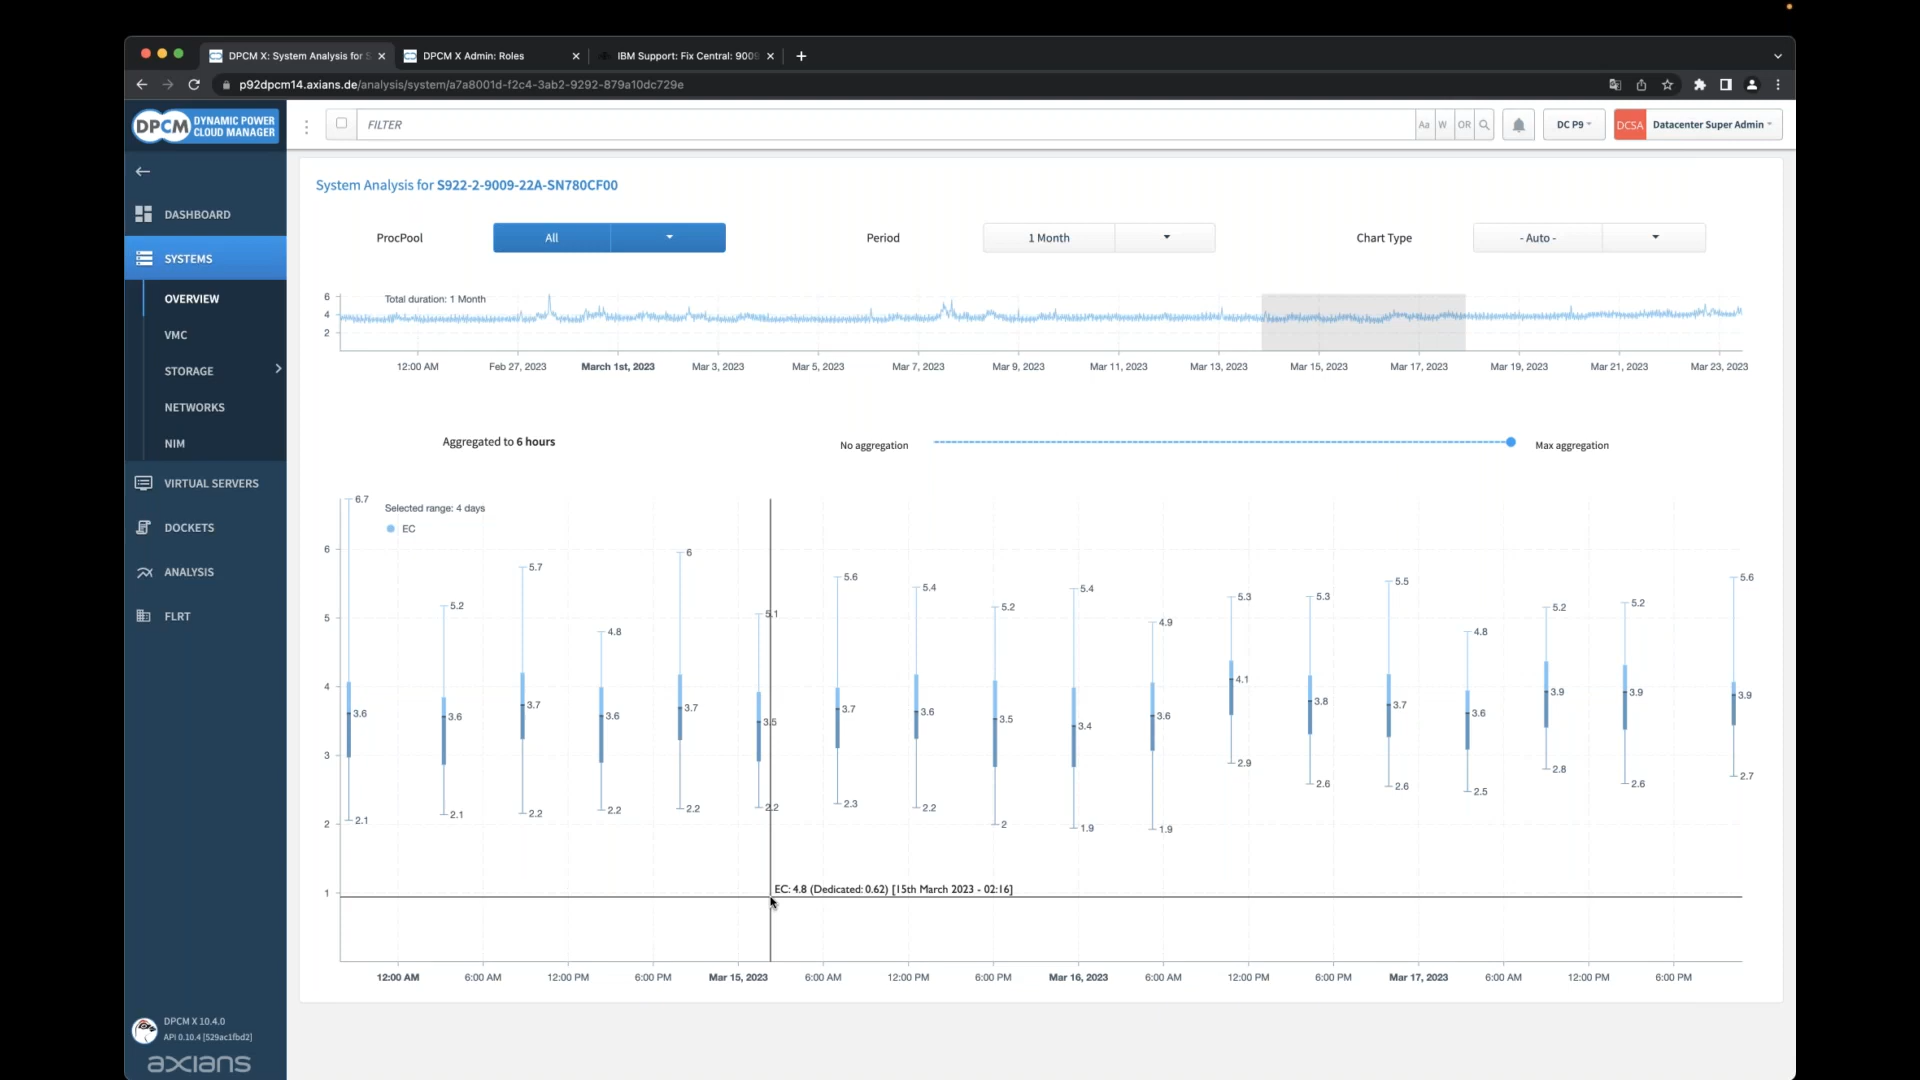 DPCM X: System Analysis for S
DPCM X Admin: Roles
IBM Support: Fix Central: 9009
p92dpcm14.axians.de/analysis/system/a7a8001d-f2c4-3ab2-9292-879a10dc729e
DPCM DYNAMIC POWER CLOUD MANAGER
FILTER
Aa W OR
DC P9
DCSA Datacenter Super Admin
DASHBOARD
SYSTEMS
OVERVIEW
VMC
STORAGE
NETWORKS
NIM
VIRTUAL SERVERS
DOCKETS
ANALYSIS
FLRT
DPCM X 10.4.0
API 0.10.4 [529ac1fbd2]
axians
System Analysis for S922-2-9009-22A-SN780CF00
ProcPool All Period 1 Month Chart Type - Auto -
Total duration: 1 Month
6
4
2
12:00 AM Feb 27, 2023 March 1st, 2023 Mar 3, 2023 Mar 5, 2023 Mar 7, 2023 Mar 9, 2023 Mar 11, 2023 Mar 13, 2023 Mar 15, 2023 Mar 17, 2023 Mar 19, 2023 Mar 21, 2023 Mar 23, 2023
Aggregated to 6 hours No aggregation Max aggregation
Selected range: 4 days
EC
6
5
4
3
2
1
6.7 5.2 5.7 4.8 6 5.1 5.6 5.4 5.2 5.4 4.9 5.3 5.3 5.5 4.8 5.2 5.2 5.6
3.6 3.6 3.7 3.6 3.7 3.5 3.7 3.6 3.5 3.4 3.6 4.1 3.8 3.7 3.6 3.9 3.9 3.9
2.1 2.1 2.2 2.2 2.2 2.2 2.3 2.2 2 1.9 1.9 2.9 2.6 2.6 2.5 2.8 2.6 2.7
EC: 4.8 (Dedicated: 0.62) [15th March 2023 - 02:16]
12:00 AM 6:00 AM 12:00 PM 6:00 PM Mar 15, 2023 6:00 AM 12:00 PM 6:00 PM Mar 16, 2023 6:00 AM 12:00 PM 6:00 PM Mar 17, 2023 6:00 AM 12:00 PM 6:00 PM